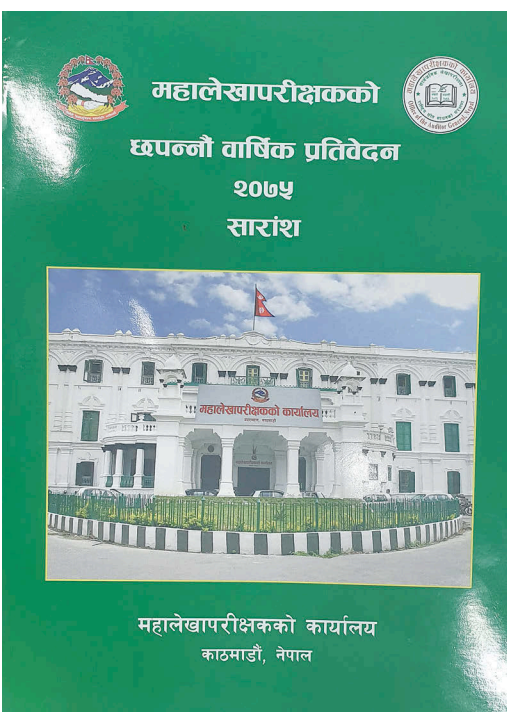 महालेखापरीक्षकको
छपन्नौं वार्षिक प्रतिवेदन
२०७५
सारांश
महालेखापरीक्षकको कार्यालय
महालेखापरीक्षकको कार्यालय
काठमाडौं, नेपाल